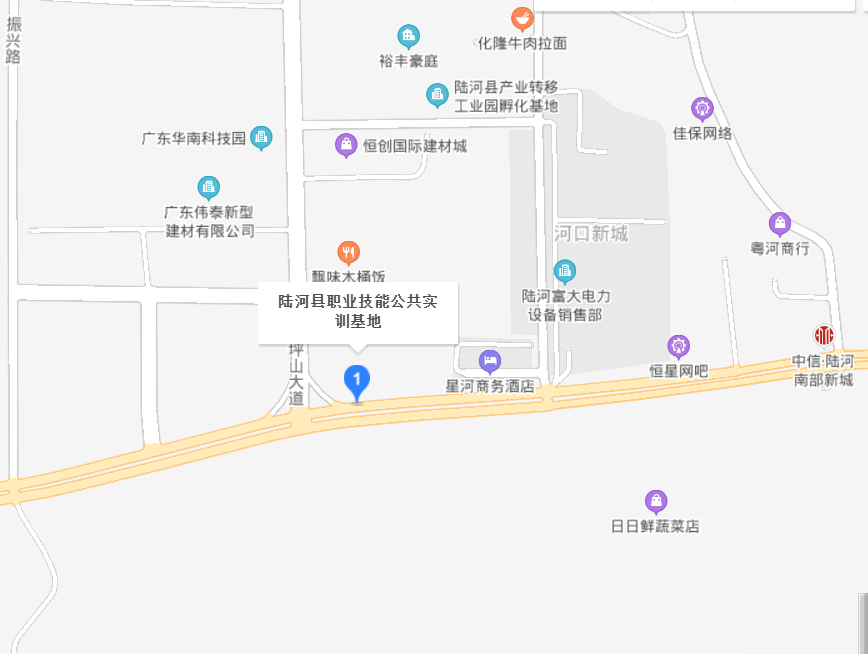 振兴路
化隆牛肉拉面
裕丰豪庭
陆河县产业转移
工业园孵化基地
佳保网络
广东华南科技园
恒创国际建材城
广东伟泰新型
建材有限公司
河口新城
粤河商行
飘味木桶饭
陆河富大电力
设备销售部
陆河县职业技能公共实
训基地
坪山大道
恒星网吧
中信·陆河
南部新城
星河商务酒店
1
日日鲜蔬菜店